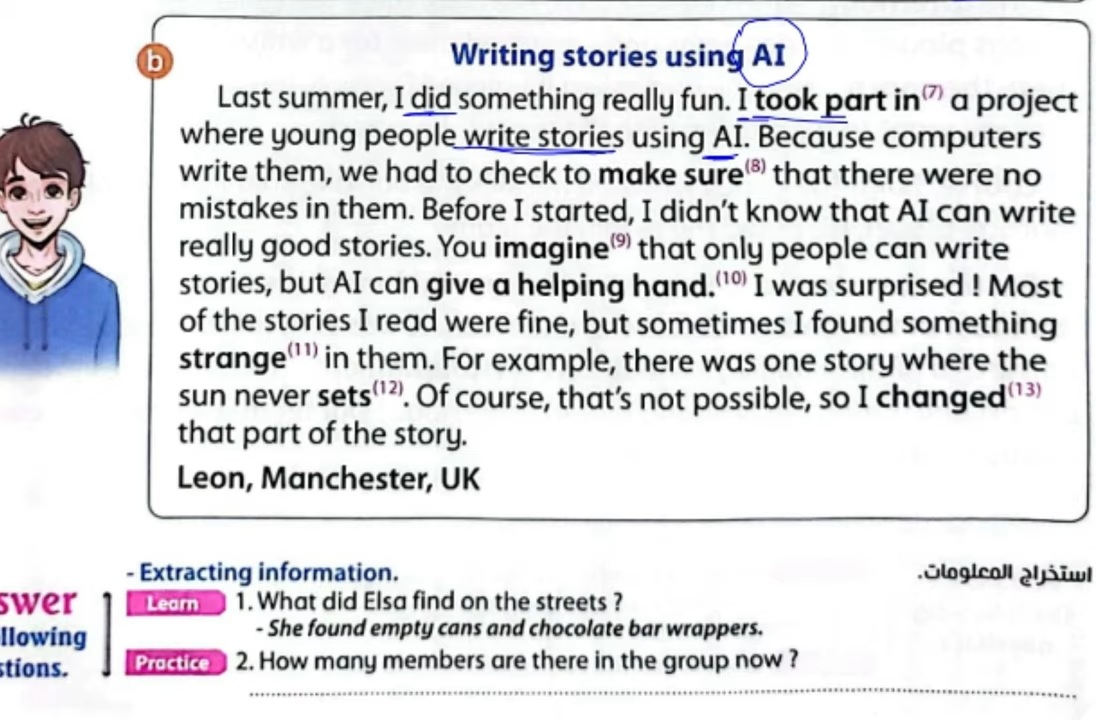 b
Writing stories using AI
Last summer, I did something really fun. I took part in(7) a project
where young people write stories using AI. Because computers
write them, we had to check to make sure(8) that there were no
mistakes in them. Before I started, I didn't know that AI can write
really good stories. You imagine(9) that only people can write
stories, but AI can give a helping hand.(10) I was surprised ! Most
of the stories I read were fine, but sometimes I found something
strange(11) in them. For example, there was one story where the
sun never sets(12). Of course, that's not possible, so I changed(13)
that part of the story.
Leon, Manchester, UK
- Extracting information. استخراج المعلومات.
Learn 1. What did Elsa find on the streets ?
- She found empty cans and chocolate bar wrappers.
Practice 2. How many members are there in the group now ?